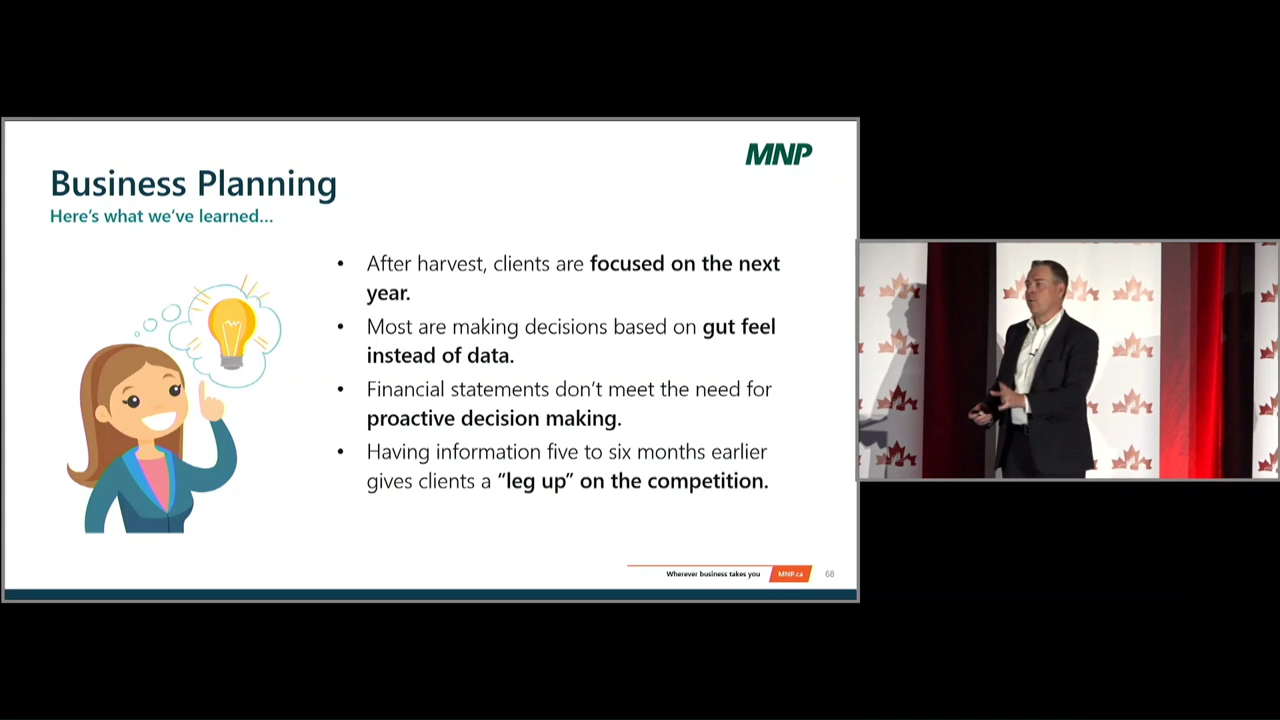 MNP
Business Planning
Here's what we've learned...
• After harvest, clients are focused on the next
year.
• Most are making decisions based on gut feel
instead of data.
• Financial statements don't meet the need for
proactive decision making.
• Having information five to six months earlier
gives clients a “leg up” on the competition.
Wherever business takes you
MNP.ca
68